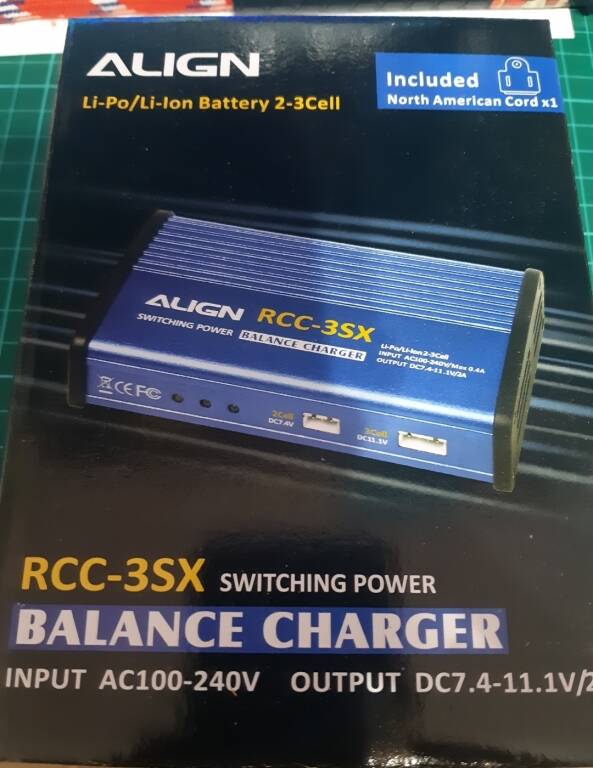 ALIGN
Li-Po/Li-Ion Battery 2-3Cell
Included
North American Cord x1
ALIGN RCC-3SX
SWITCHING POWER BALANCE CHARGER
Li-Po/Li-Ion 2-3Cell
INPUT AC100-240V/Max 0.4A
OUTPUT DC7.4-11.1V/2A
CE FC
2Cell
DC7.4V
3Cell
DC11.1V
RCC-3SX SWITCHING POWER
BALANCE CHARGER
INPUT AC100-240V OUTPUT DC7.4-11.1V/2